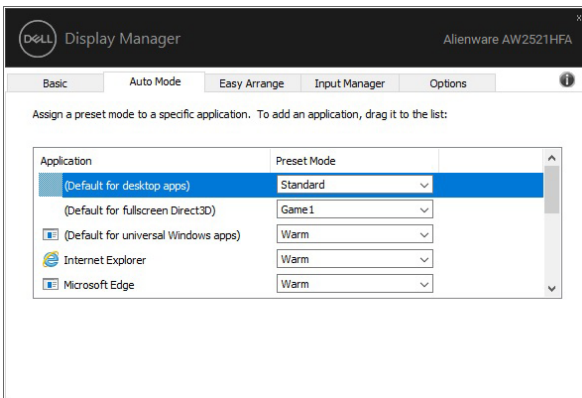 DELL Display Manager Alienware AW2521HFA
Basic Auto Mode Easy Arrange Input Manager Options
Assign a preset mode to a specific application. To add an application, drag it to the list:
Application Preset Mode
(Default for desktop apps) Standard
(Default for fullscreen Direct3D) Game1
(Default for universal Windows apps) Warm
Internet Explorer Warm
Microsoft Edge Warm